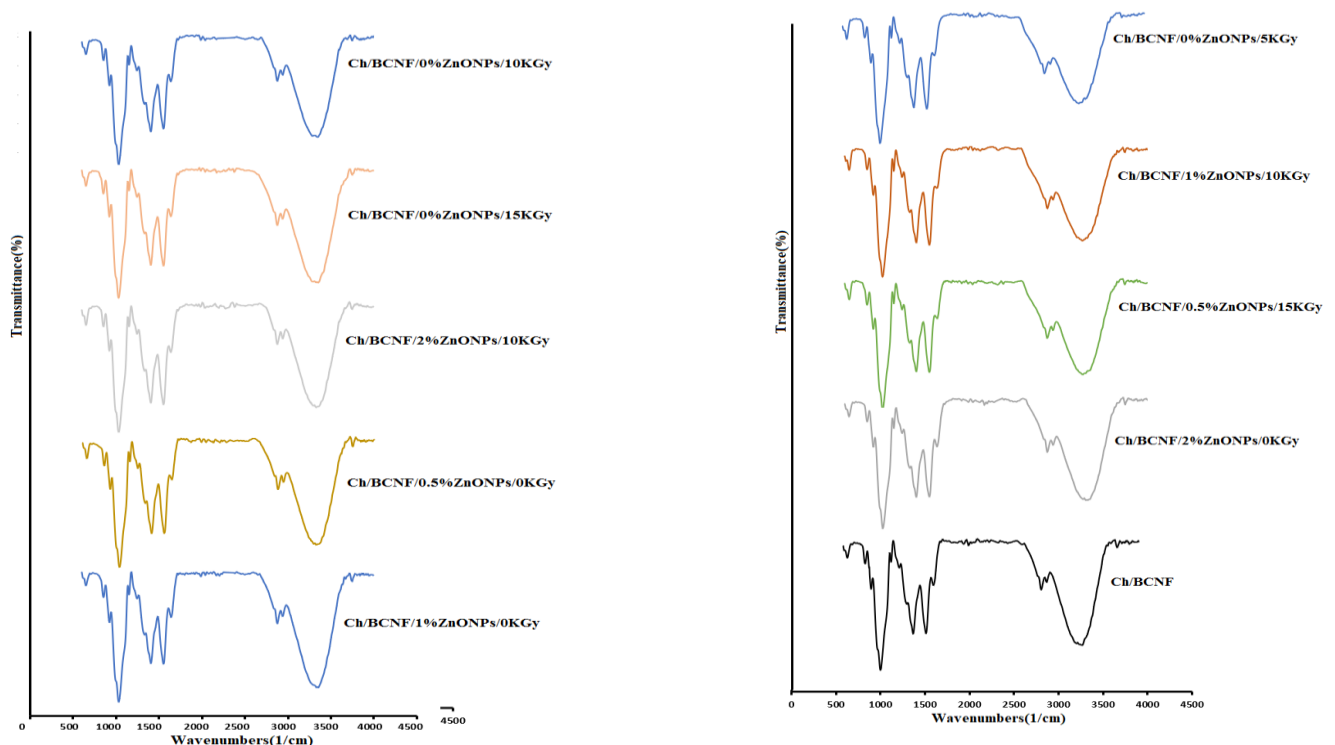 Ch/BCNF/0%ZnONPs/10KGy
Ch/BCNF/0%ZnONPs/15KGy
Ch/BCNF/2%ZnONPs/10KGy
Ch/BCNF/0.5%ZnONPs/0KGy
Ch/BCNF/1%ZnONPs/0KGy
Transmittance(%)
0 500 1000 1500 2000 2500 3000 3500 4000 4500
4500
Wavenumbers(1/cm)
Ch/BCNF/0%ZnONPs/5KGy
Ch/BCNF/1%ZnONPs/10KGy
Ch/BCNF/0.5%ZnONPs/15KGy
Ch/BCNF/2%ZnONPs/0KGy
Ch/BCNF
Transmittance(%)
0 500 1000 1500 2000 2500 3000 3500 4000 4500
Wavenumbers(1/cm)